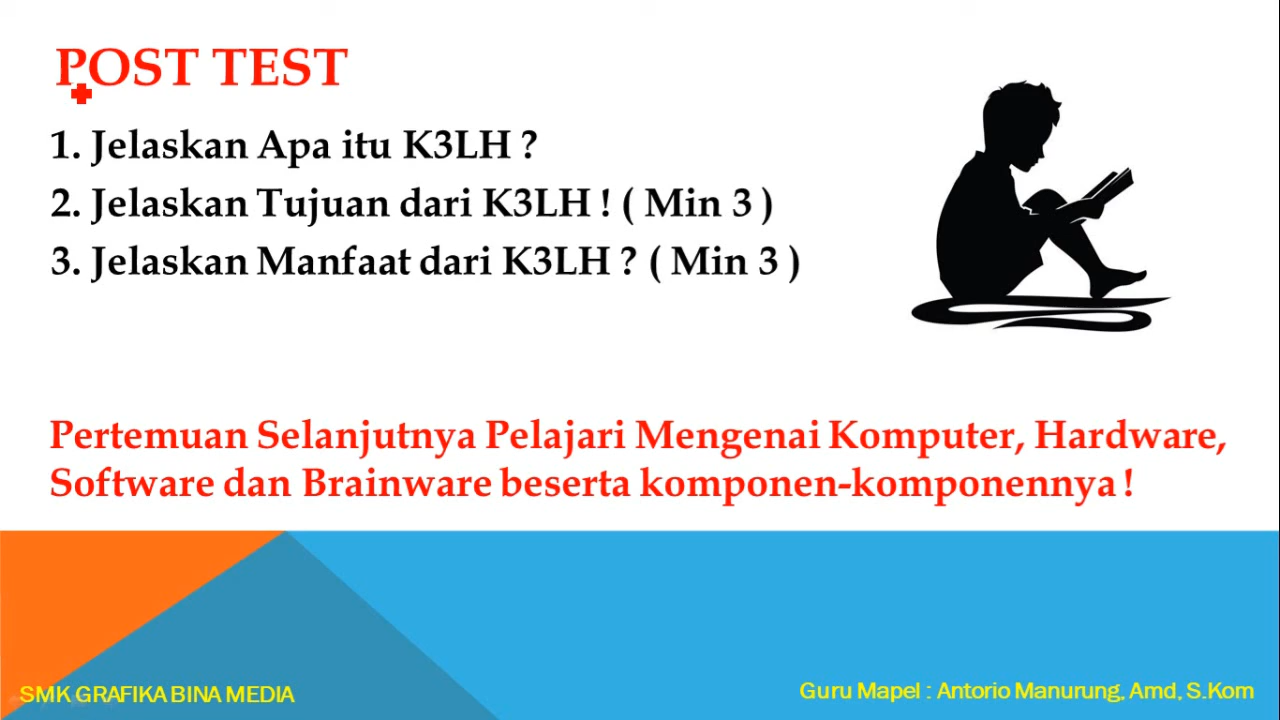 POST TEST
1. Jelaskan Apa itu K3LH ?
2. Jelaskan Tujuan dari K3LH ! ( Min 3 )
3. Jelaskan Manfaat dari K3LH ? ( Min 3 )
Pertemuan Selanjutnya Pelajari Mengenai Komputer, Hardware,
Software dan Brainware beserta komponen-komponennya !
SMK GRAFIKA BINA MEDIA
Guru Mapel : Antorio Manurung, Amd, S.Kom